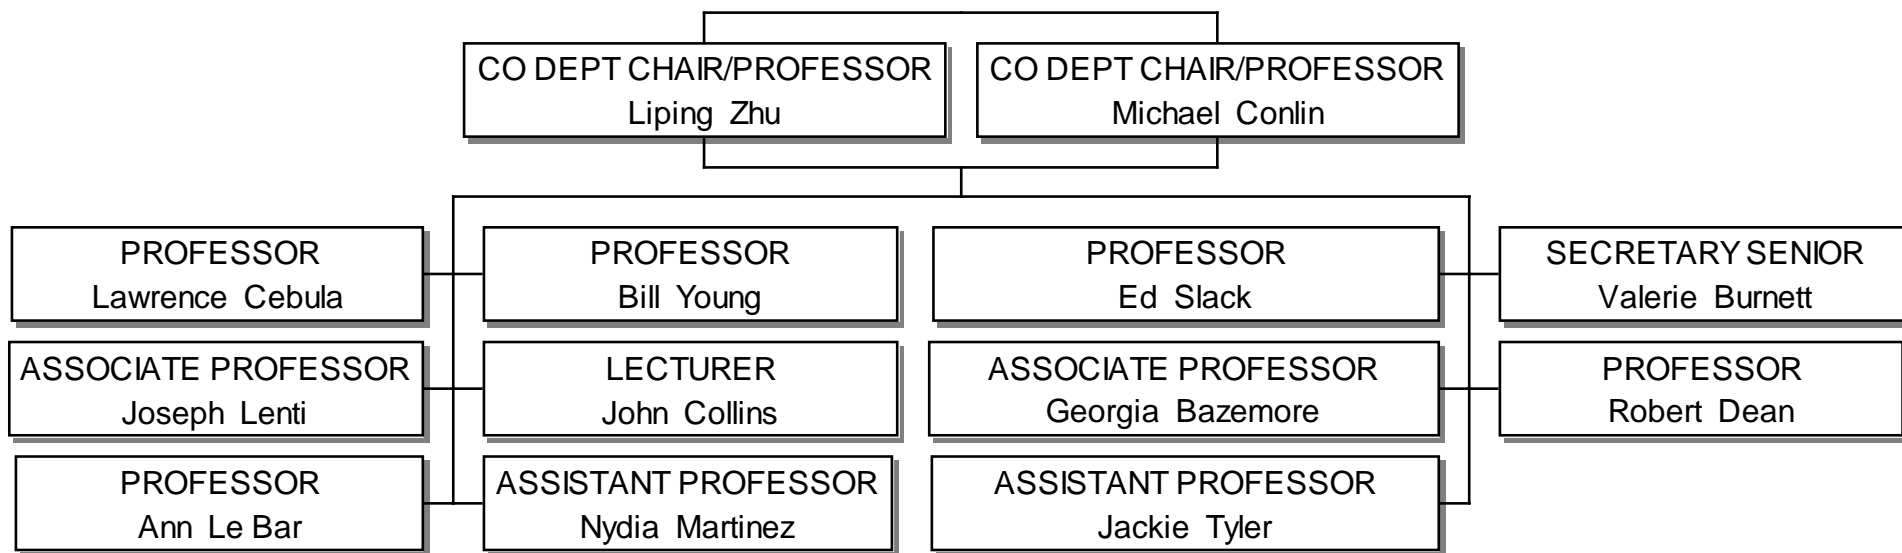 CO DEPT CHAIR/PROFESSOR
Liping Zhu
CO DEPT CHAIR/PROFESSOR
Michael Conlin
PROFESSOR
Lawrence Cebula
PROFESSOR
Bill Young
PROFESSOR
Ed Slack
SECRETARY SENIOR
Valerie Burnett
ASSOCIATE PROFESSOR
Joseph Lenti
LECTURER
John Collins
ASSOCIATE PROFESSOR
Georgia Bazemore
PROFESSOR
Robert Dean
PROFESSOR
Ann Le Bar
ASSISTANT PROFESSOR
Nydia Martinez
ASSISTANT PROFESSOR
Jackie Tyler